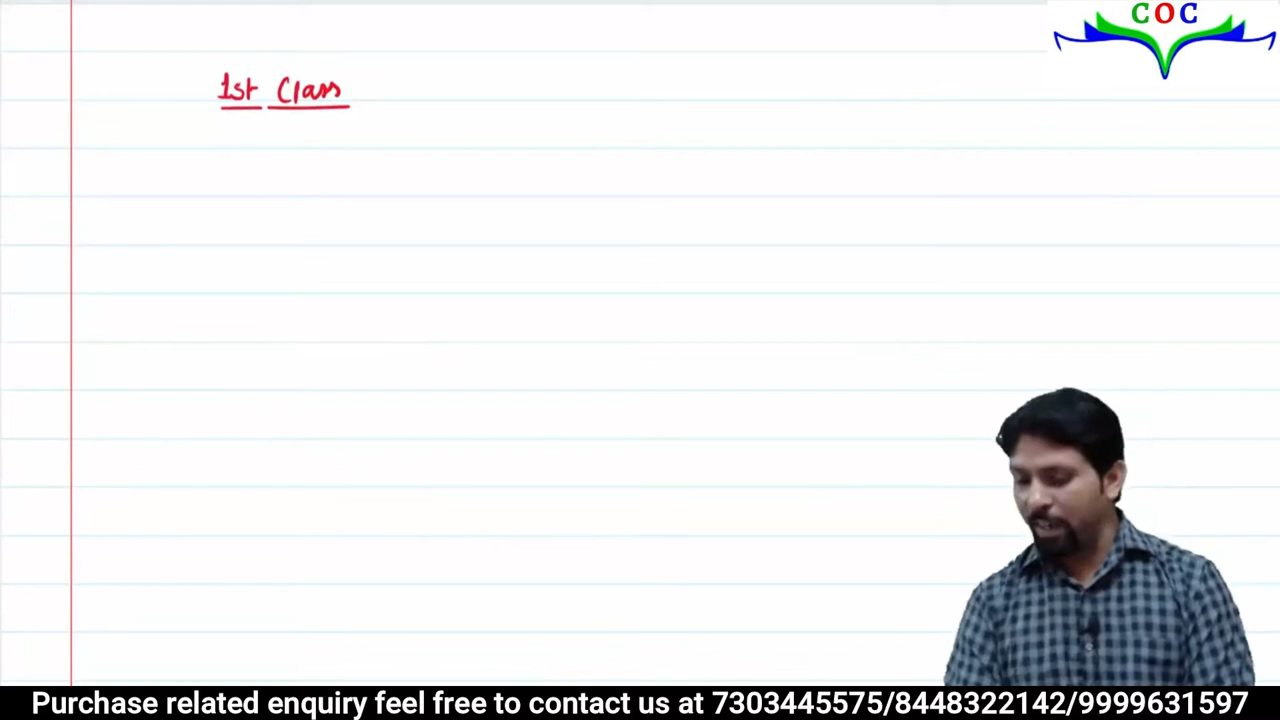 COC
1st Class
Purchase related enquiry feel free to contact us at 7303445575/8448322142/9999631597